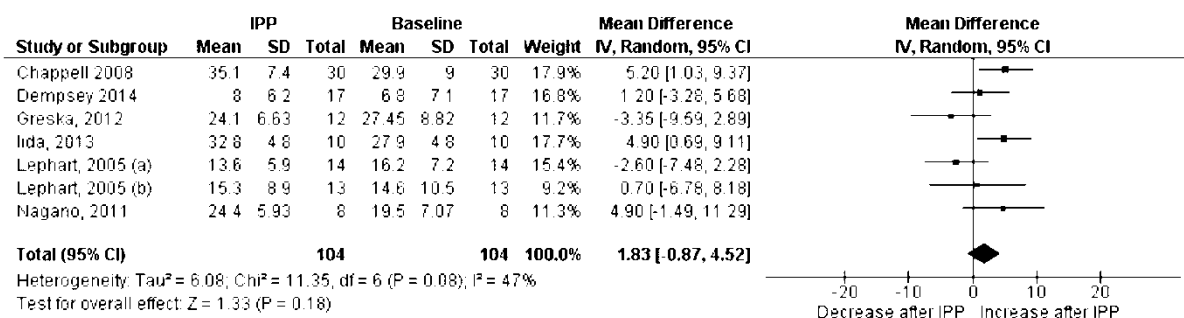 IPP Baseline Mean Difference Mean Difference
Study or Subgroup Mean SD Total Mean SD Total Weight IV, Random, 95% CI IV, Random, 95% CI
Chappell 2008 35.1 7.4 30 29.9 9 30 17.9% 5.20 [1.03, 9.37]
Dempsey 2014 8 6.2 17 6.8 7.1 17 16.8% 1.20 [-3.28, 5.68]
Greska, 2012 24.1 6.63 12 27.45 8.82 12 11.7% -3.35 [-9.59, 2.89]
Iida, 2013 32.8 4.8 10 27.9 4.8 10 17.7% 4.90 [0.69, 9.11]
Lephart, 2005 (a) 13.6 5.9 14 16.2 7.2 14 15.4% -2.60 [-7.48, 2.28]
Lephart, 2005 (b) 15.3 8.9 13 14.6 10.5 13 9.2% 0.70 [-6.78, 8.18]
Nagano, 2011 24.4 5.93 8 19.5 7.07 8 11.3% 4.90 [-1.49, 11.29]
Total (95% CI) 104 104 100.0% 1.83 [-0.87, 4.52]
Heterogeneity: Tau² = 6.08; Chi² = 11.35, df = 6 (P = 0.08); I² = 47%
Test for overall effect: Z = 1.33 (P = 0.18)
-20 -10 0 10 20
Decrease after IPP Increase after IPP